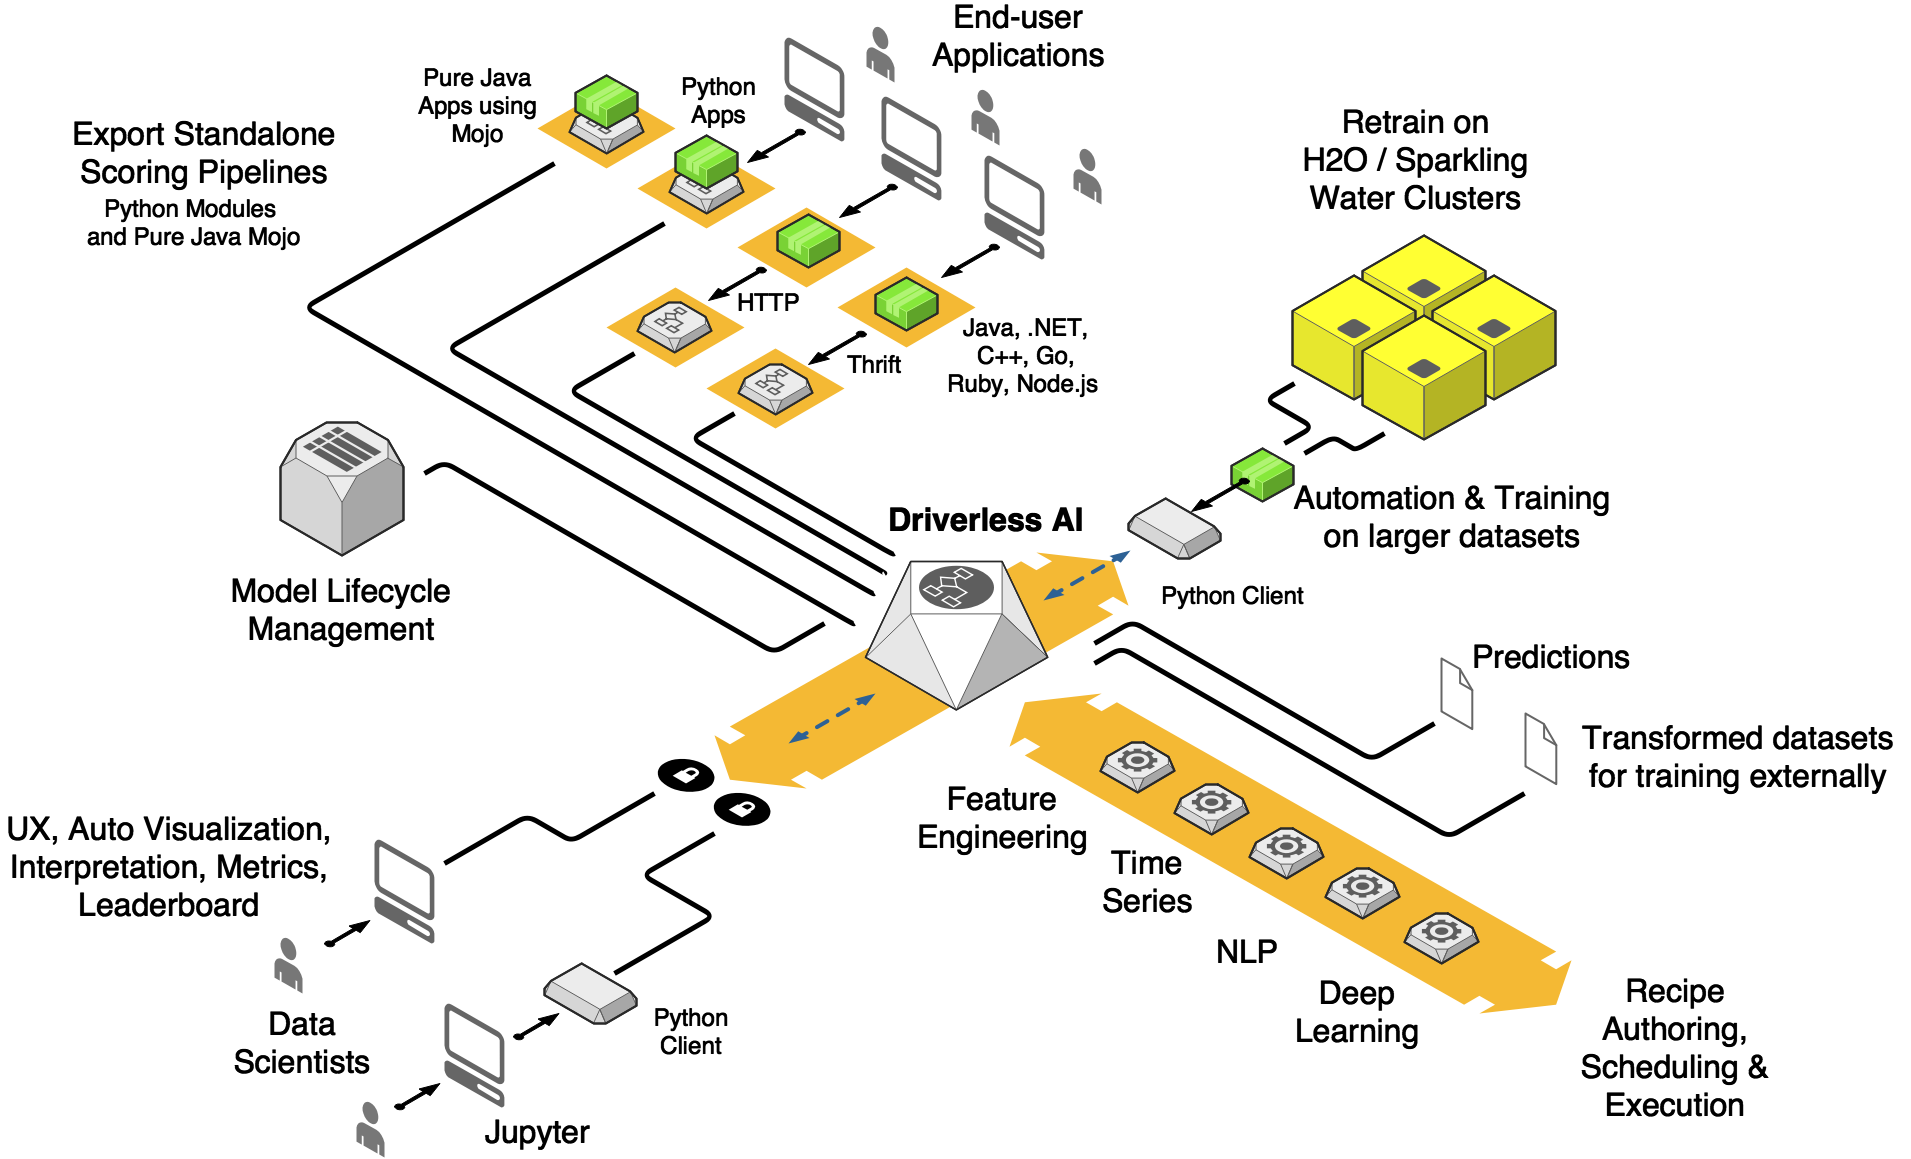 End-user
Applications
Pure Java
Apps using
Mojo
Python
Apps
Export Standalone
Scoring Pipelines
Python Modules
and Pure Java Mojo
Retrain on
H2O / Sparkling
Water Clusters
HTTP
Java, .NET,
C++, Go,
Ruby, Node.js
Thrift
Automation & Training
on larger datasets
Driverless AI
Python Client
Model Lifecycle
Management
Predictions
Transformed datasets
for training externally
Feature
Engineering
Time
Series
NLP
Deep
Learning
Recipe
Authoring,
Scheduling &
Execution
UX, Auto Visualization,
Interpretation, Metrics,
Leaderboard
Data
Scientists
Python
Client
Jupyter